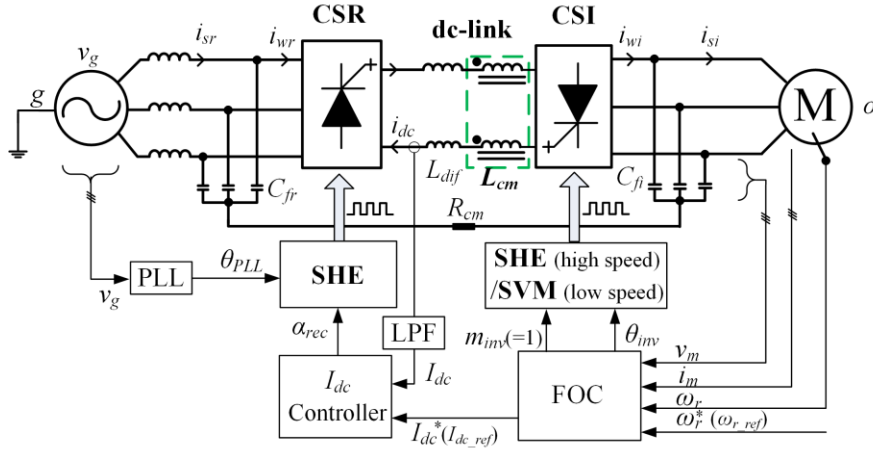 CSR
dc-link
CSI
v_g
i_sr
i_wr
i_wi
i_si
g
M
o
i_dc
L_dif
L_cm
C_fr
C_fi
R_cm
θ_PLL
PLL
v_g
SHE
SHE (high speed)
/SVM (low speed)
α_rec
LPF
m_inv(=1)
θ_inv
I_dc
I_dc
Controller
FOC
v_m
i_m
ω_r
ω_r^* (ω_r_ref)
I_dc^*(I_dc_ref)